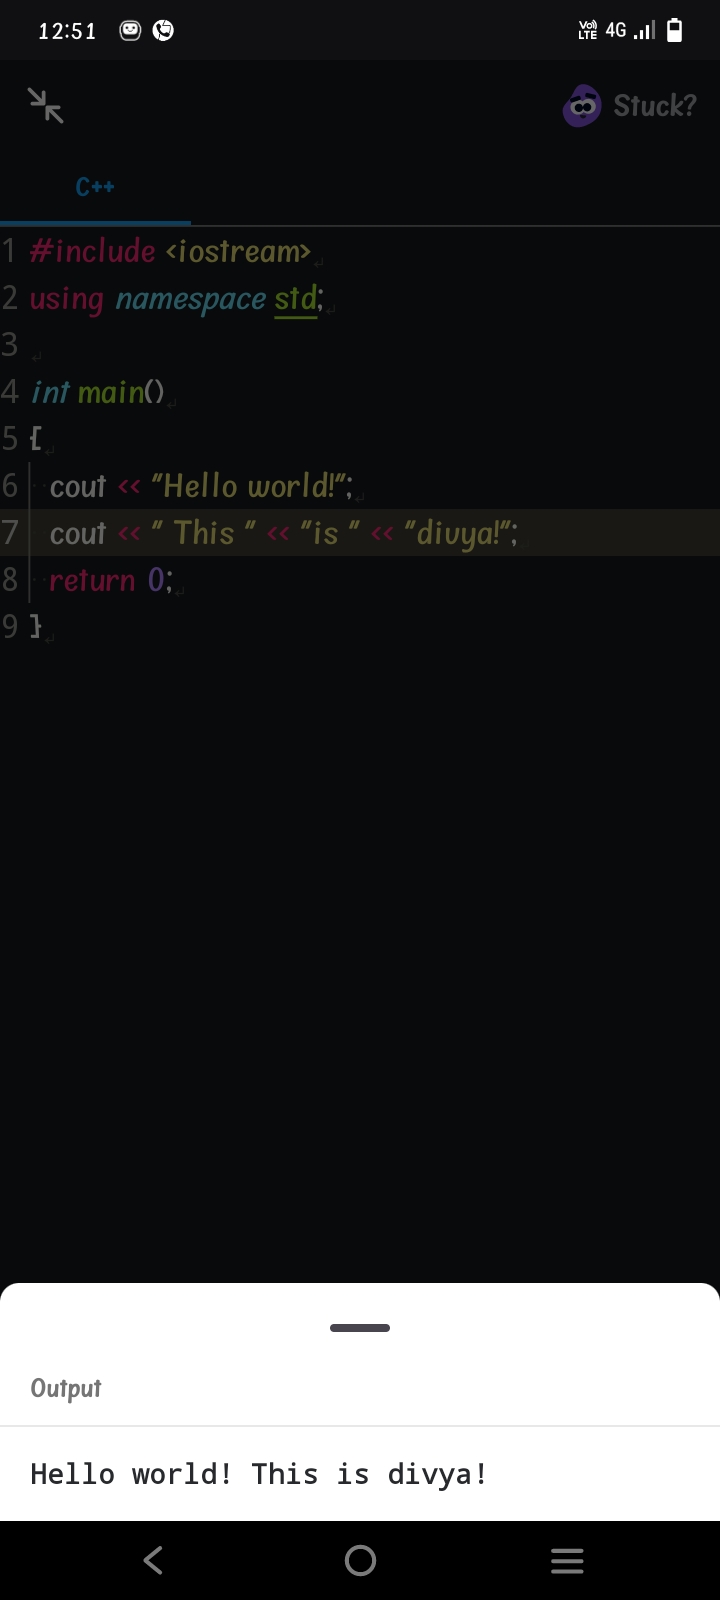 12:51
Vo) LTE 4G
Stuck?
C++
1 #include <iostream>
2 using namespace std;
3
4 int main()
5 {
6 cout << "Hello world!";
7 cout << " This " << "is " << "divya!";
8 return 0;
9 }
Output
Hello world! This is divya!